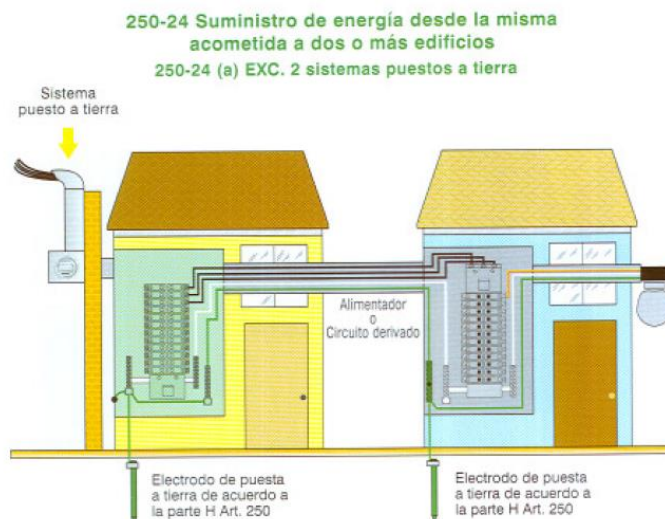 250-24 Suministro de energía desde la misma
acometida a dos o más edificios
250-24 (a) EXC. 2 sistemas puestos a tierra
Sistema
puesto a tierra
Alimentador
o
Circuito derivado
Electrodo de puesta
a tierra de acuerdo a
la parte H Art. 250
Electrodo de puesta
a tierra de acuerdo a
la parte H Art. 250